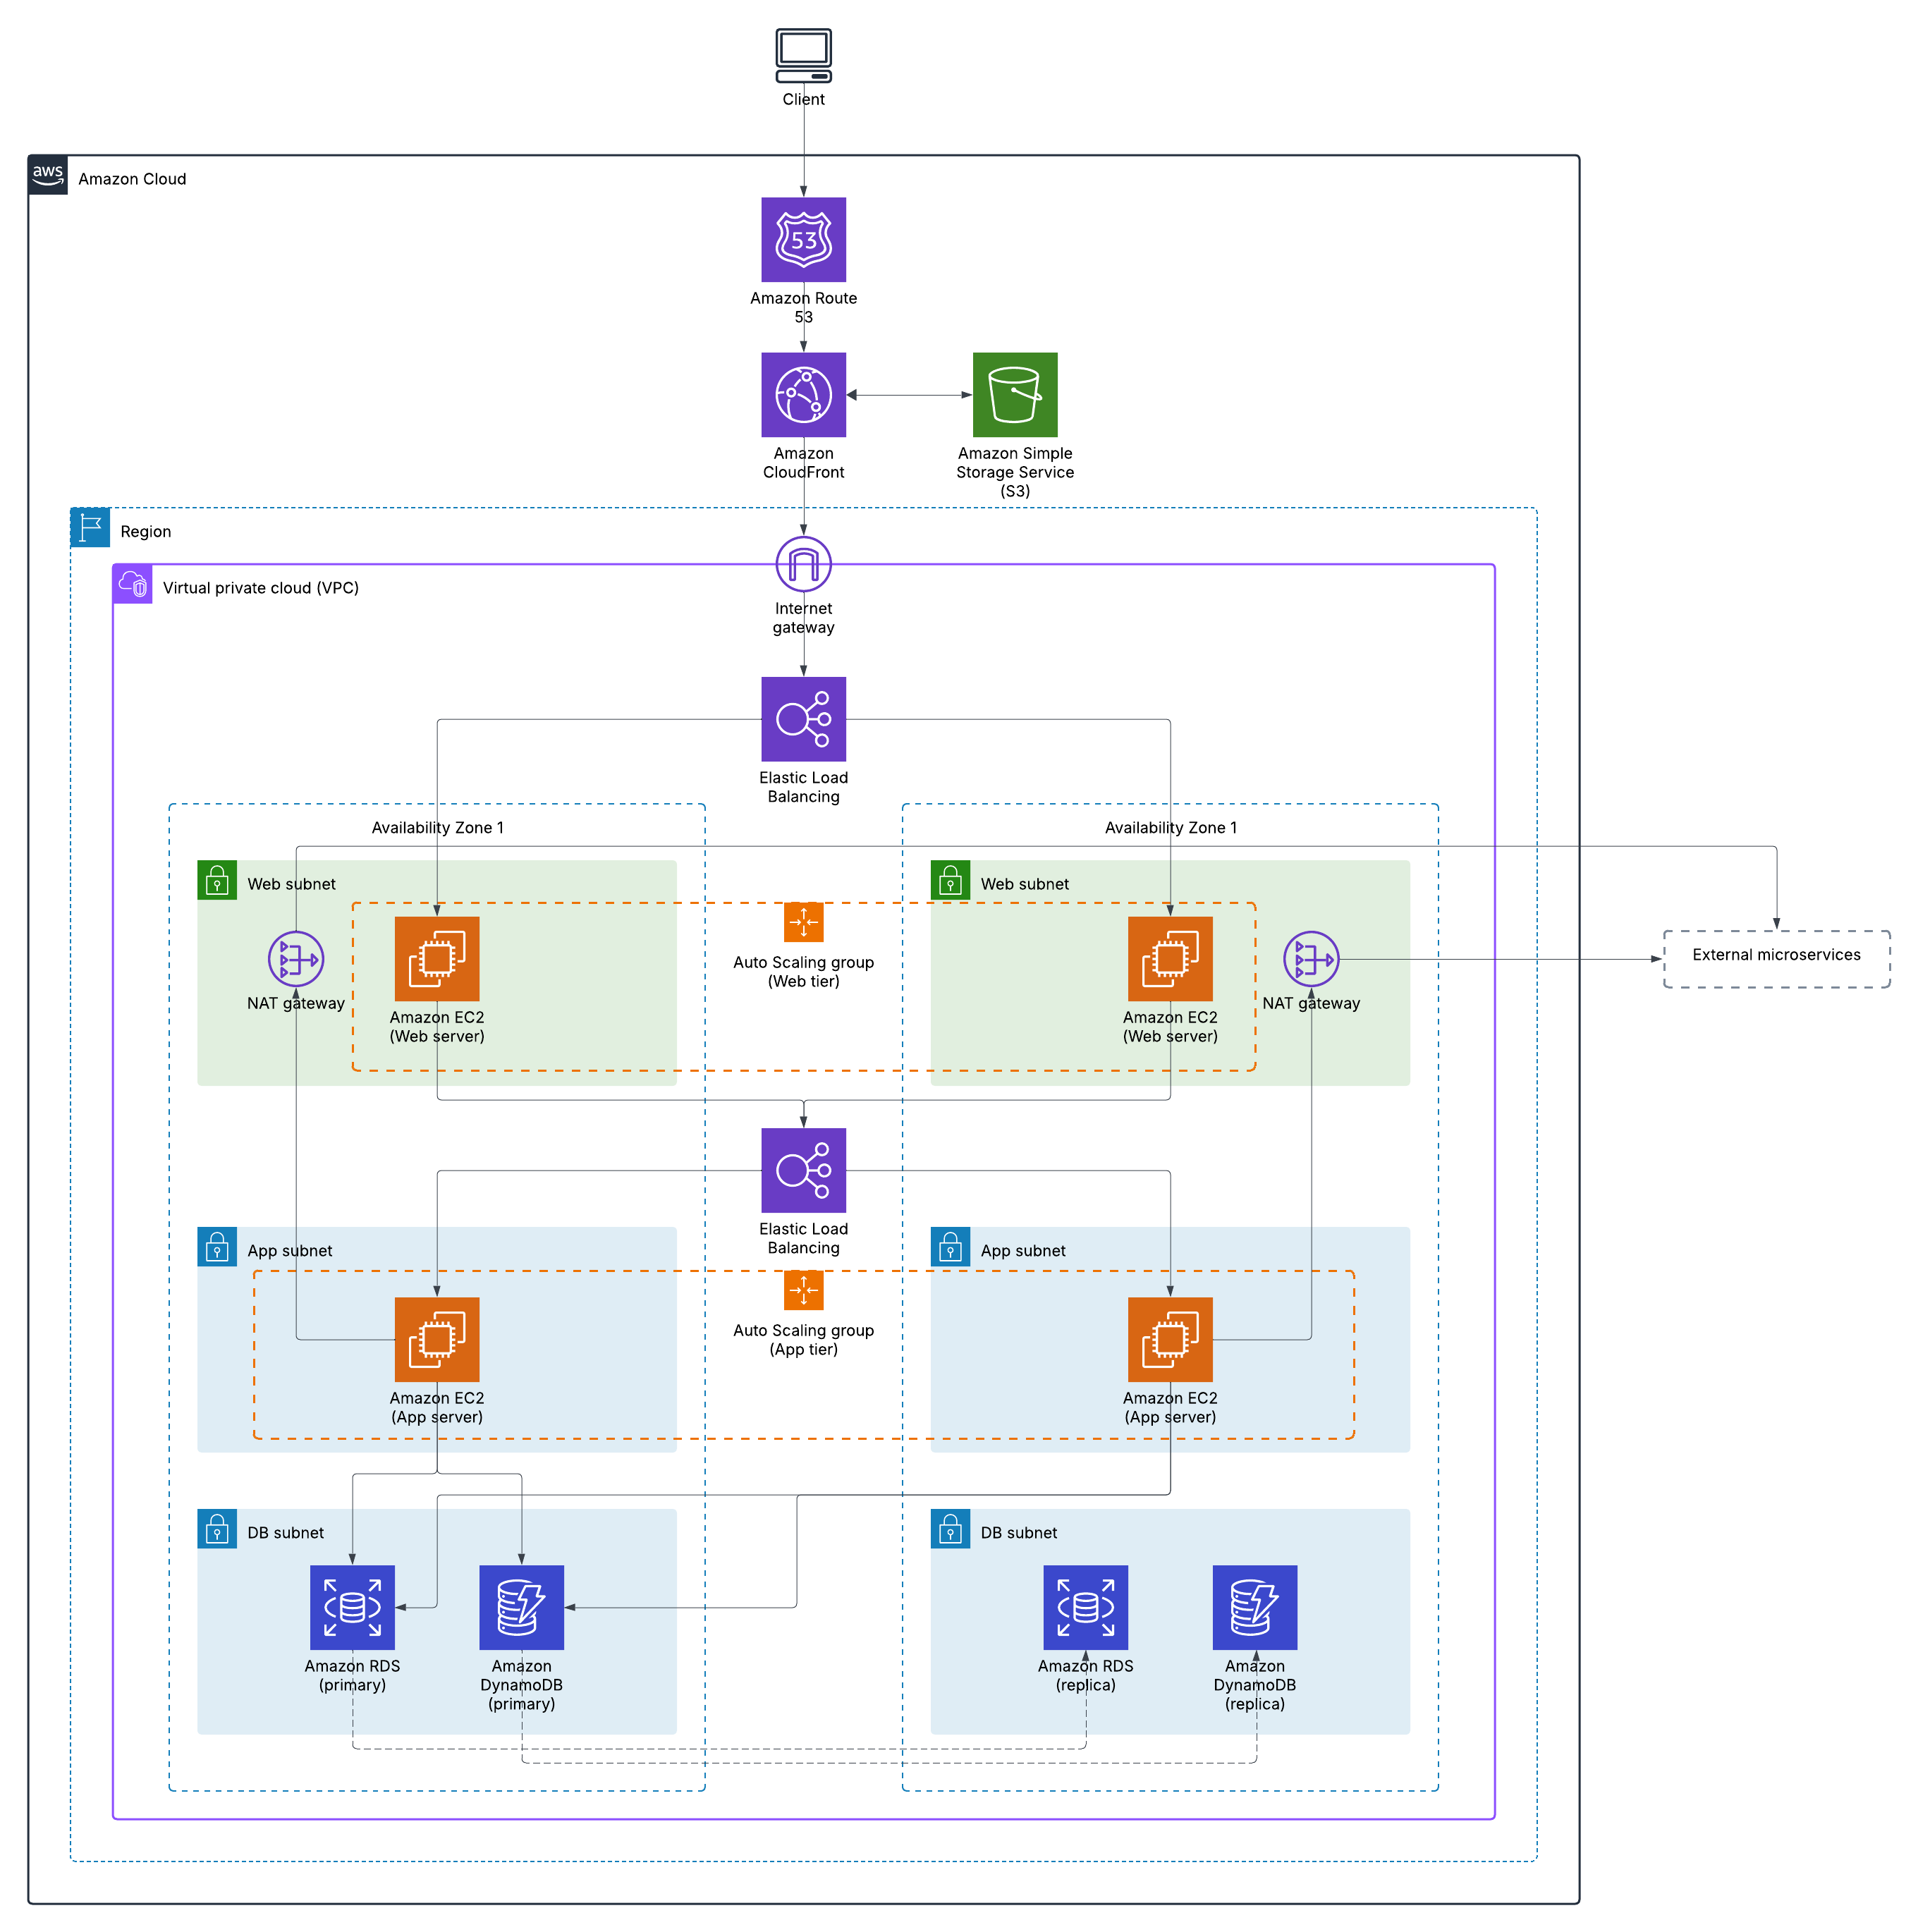 Client
aws
Amazon Cloud
53
Amazon Route
53
Amazon
CloudFront
Amazon Simple
Storage Service
(S3)
Region
Virtual private cloud (VPC)
Internet
gateway
Elastic Load
Balancing
Availability Zone 1
Availability Zone 1
Web subnet
Web subnet
NAT gateway
Amazon EC2
(Web server)
Auto Scaling group
(Web tier)
Amazon EC2
(Web server)
NAT gateway
External microservices
Elastic Load
Balancing
App subnet
App subnet
Auto Scaling group
(App tier)
Amazon EC2
(App server)
Amazon EC2
(App server)
DB subnet
DB subnet
Amazon RDS
(primary)
Amazon
DynamoDB
(primary)
Amazon RDS
(replica)
Amazon
DynamoDB
(replica)